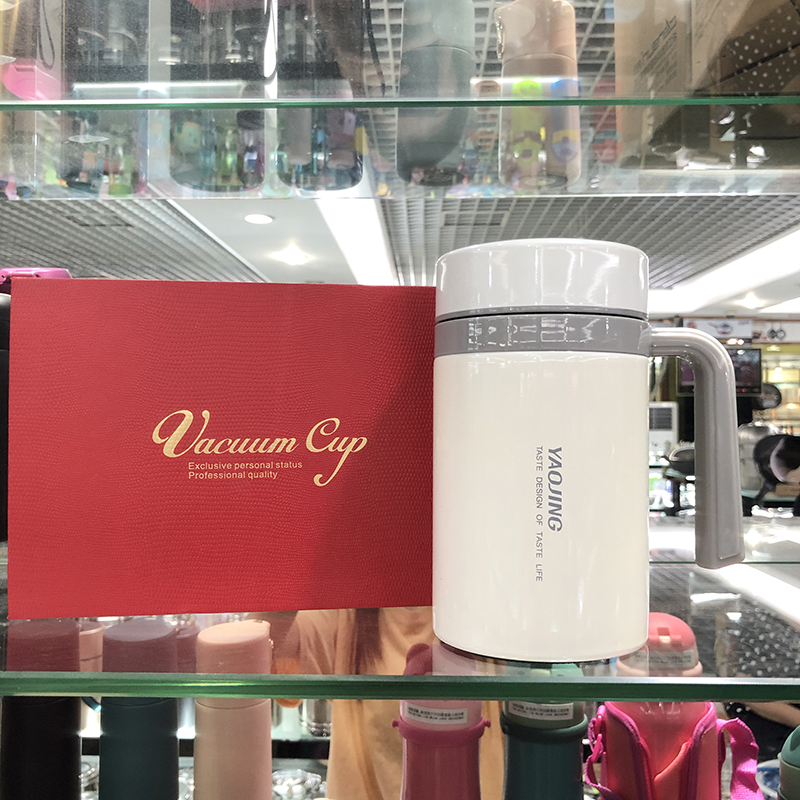 Vacuum Cup
Exclusive personal status
Professional quality
YAOJING
TASTE DESIGN OF TASTE LIFE